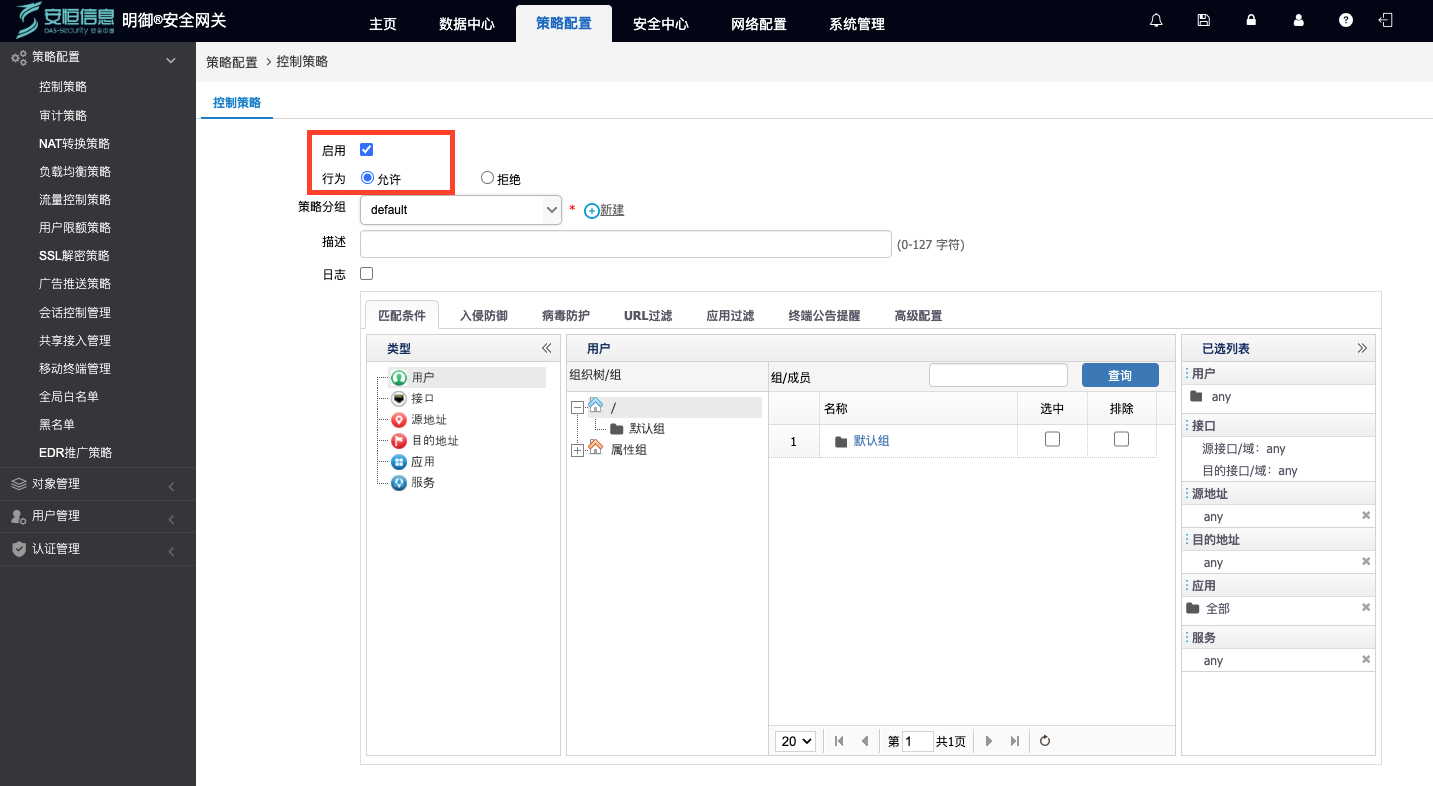 安恒信息
DAS-Security 安全中国
明御®安全网关
主页 数据中心 策略配置 安全中心 网络配置 系统管理
策略配置
控制策略
审计策略
NAT转换策略
负载均衡策略
流量控制策略
用户限额策略
SSL解密策略
广告推送策略
会话控制管理
共享接入管理
移动终端管理
全局白名单
黑名单
EDR推广策略
对象管理
用户管理
认证管理
策略配置 > 控制策略
控制策略
启用
行为 允许 拒绝
策略分组 default * 新建
描述 (0-127 字符)
日志
匹配条件 入侵防御 病毒防护 URL过滤 应用过滤 终端公告提醒 高级配置
类型
用户
接口
源地址
目的地址
应用
服务
用户
组织树/组
/
默认组
属性组
组/成员 查询
名称 选中 排除
1 默认组
20 第 1 共1页
已选列表
用户
any
接口
源接口/域：any
目的接口/域：any
源地址
any
目的地址
any
应用
全部
服务
any